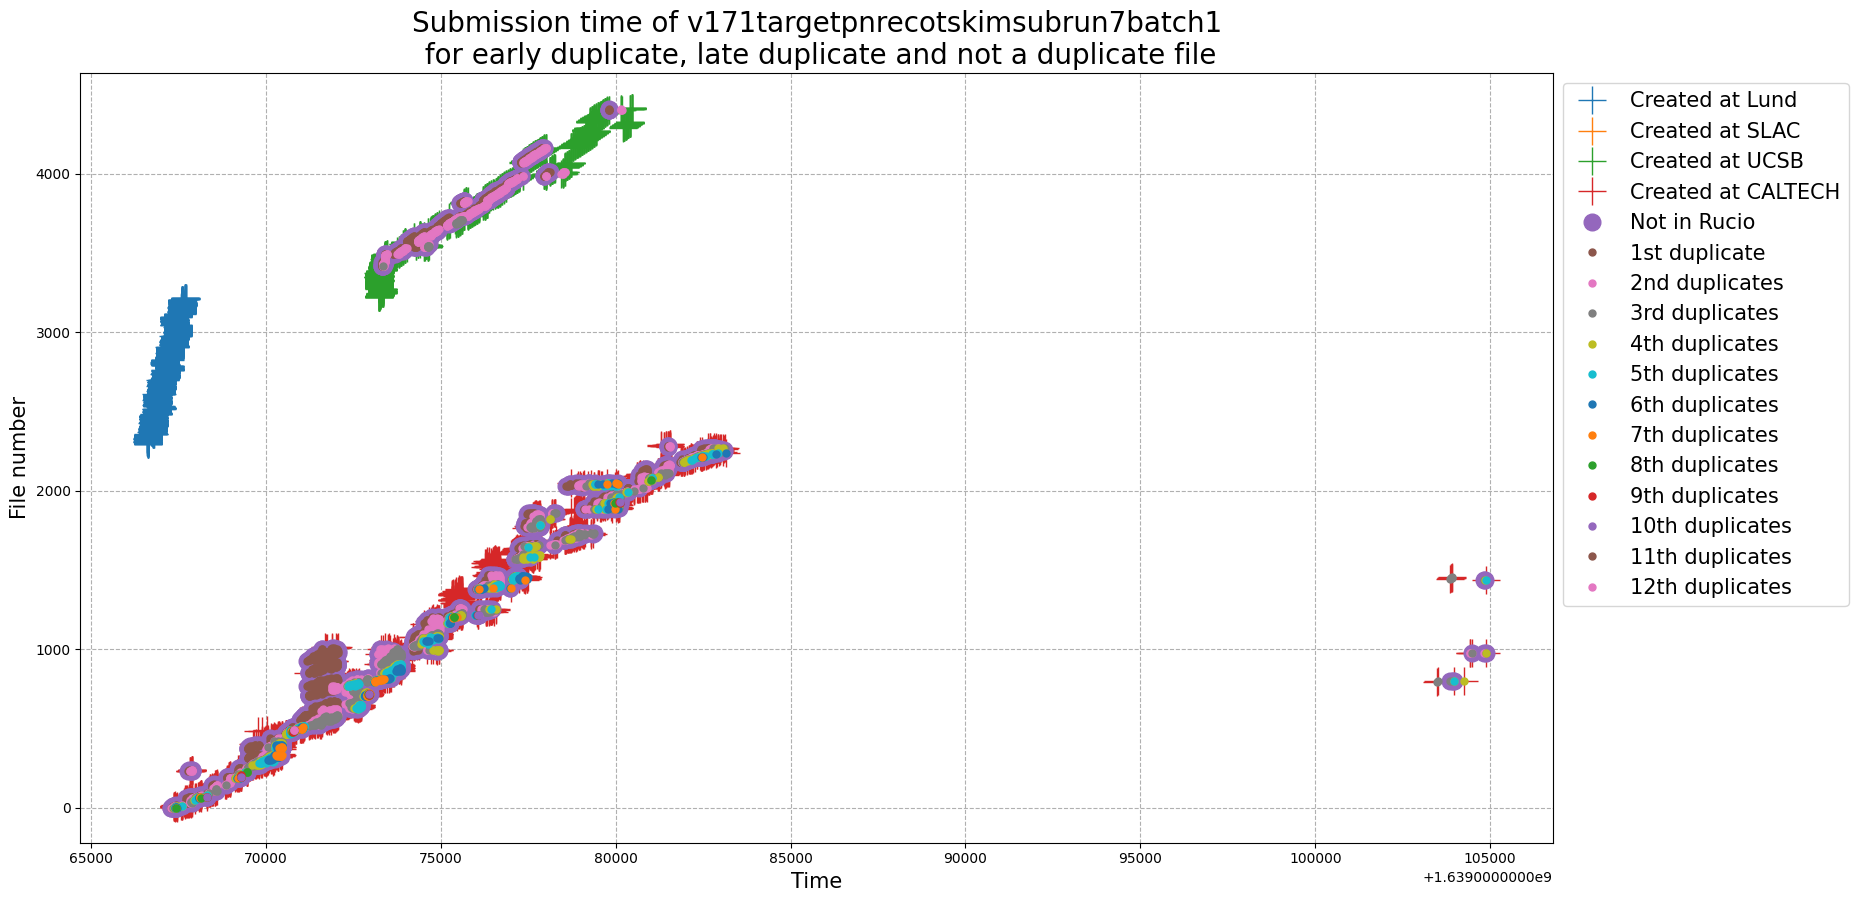 Submission time of v171targetpnrecotskimsubrun7batch1
for early duplicate, late duplicate and not a duplicate file
File number
4000
3000
2000
1000
0
65000
70000
75000
80000
85000
90000
95000
100000
105000
+1.6390000000e9
Time
Created at Lund
Created at SLAC
Created at UCSB
Created at CALTECH
Not in Rucio
1st duplicate
2nd duplicates
3rd duplicates
4th duplicates
5th duplicates
6th duplicates
7th duplicates
8th duplicates
9th duplicates
10th duplicates
11th duplicates
12th duplicates